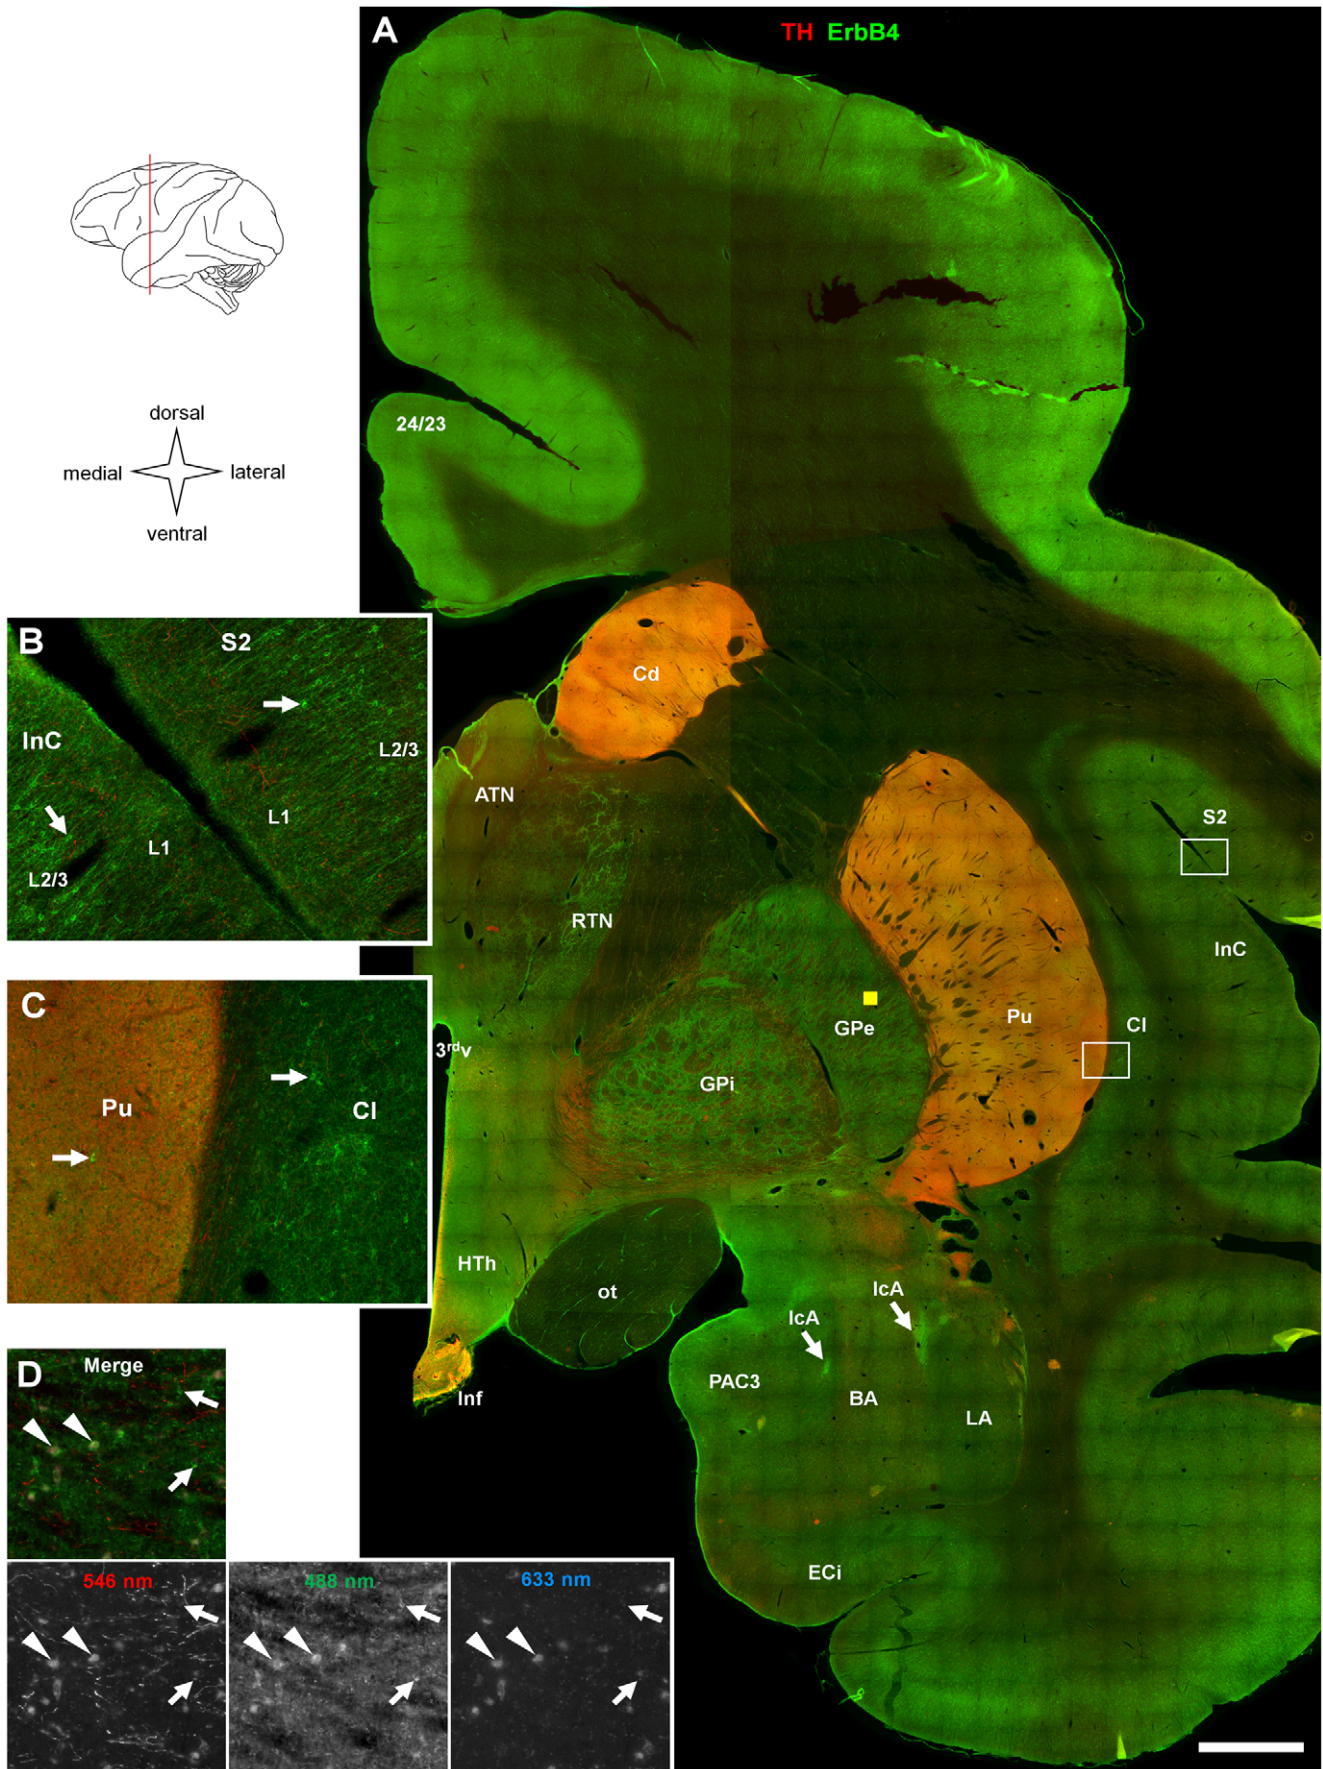 A
TH ErbB4
dorsal
medial
lateral
ventral
24/23
B
S2
InC
L2/3
L1
L1
L2/3
Cd
ATN
RTN
S2
InC
C
Pu
Cl
3rdv
GPe
Pu
Cl
GPi
HTh
ot
IcA
IcA
D
Merge
PAC3
BA
LA
Inf
ECi
546 nm
488 nm
633 nm